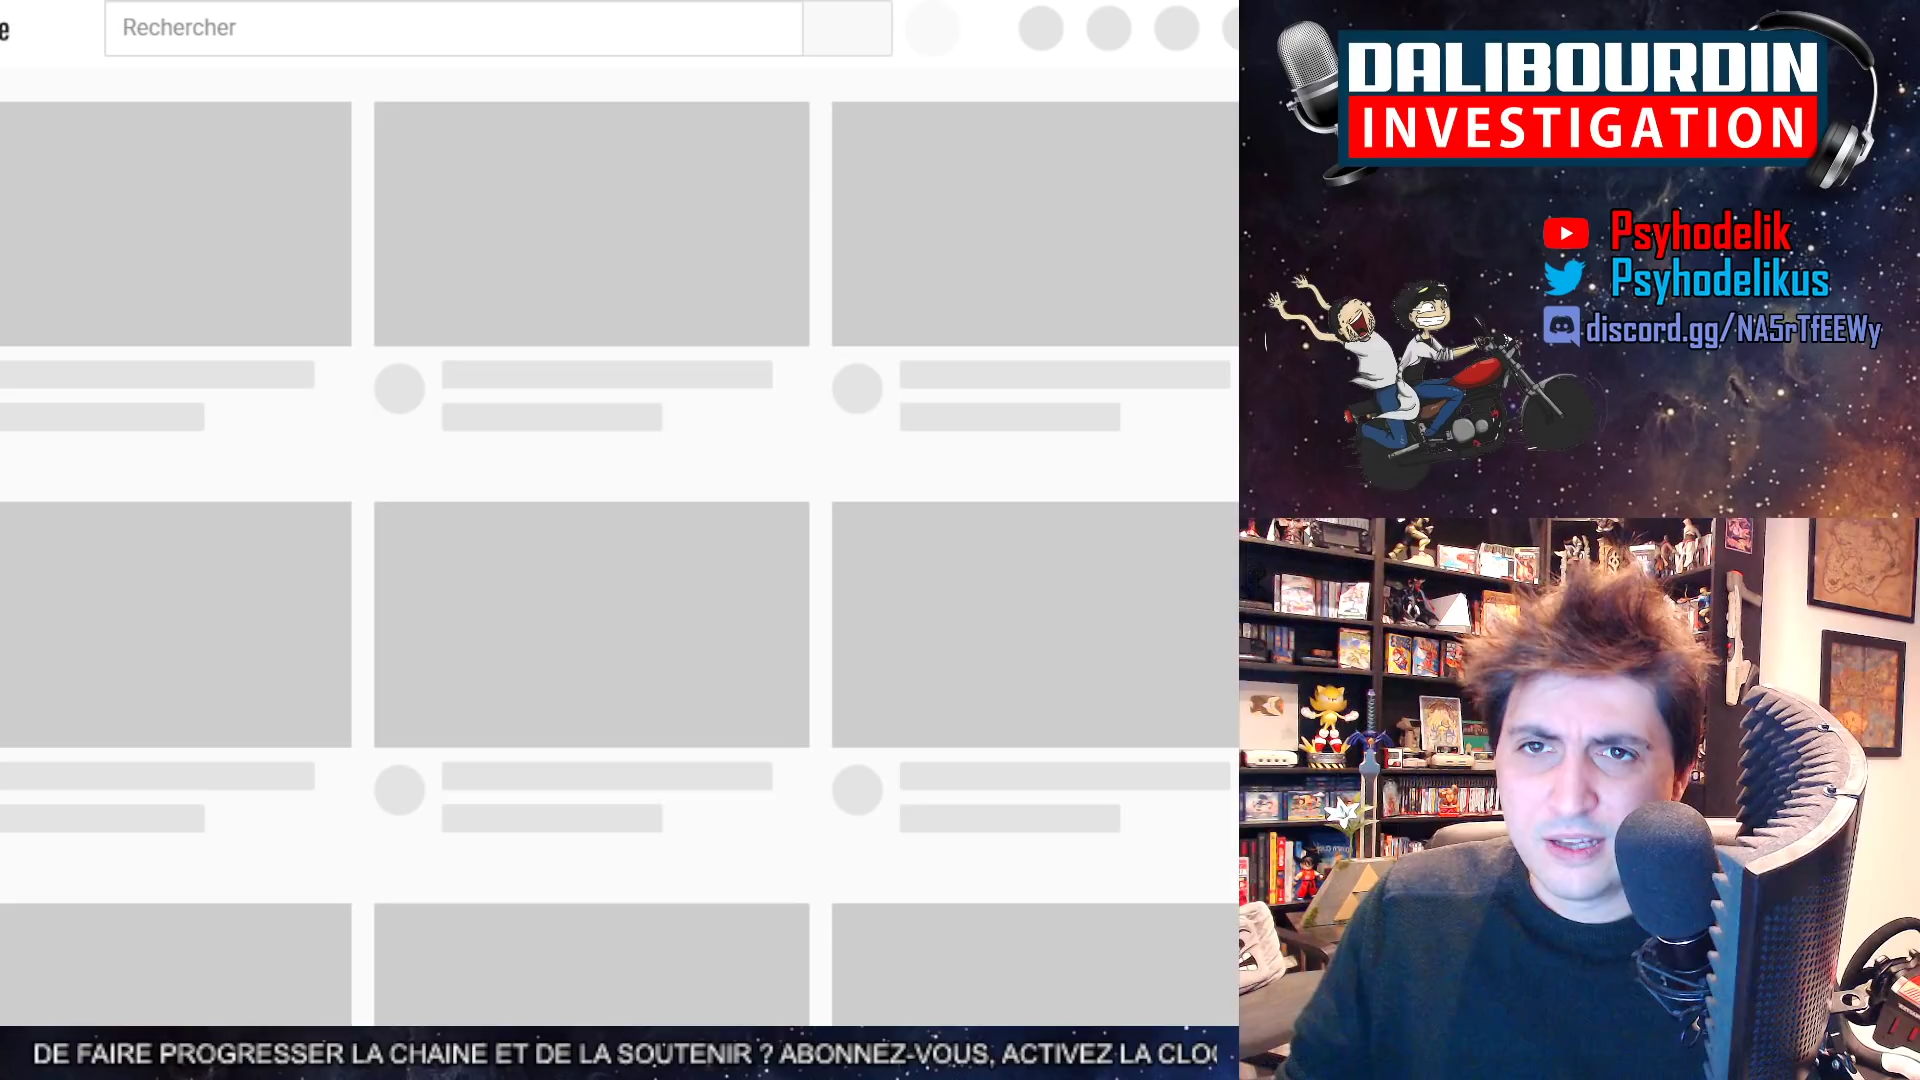 e
Rechercher
DALIBOURDIN
INVESTIGATION
Psyhodelik
Psyhodelikus
discord.gg/NA5rTfEEWy
DE FAIRE PROGRESSER LA CHAINE ET DE LA SOUTENIR ? ABONNEZ-VOUS, ACTIVEZ LA CLO